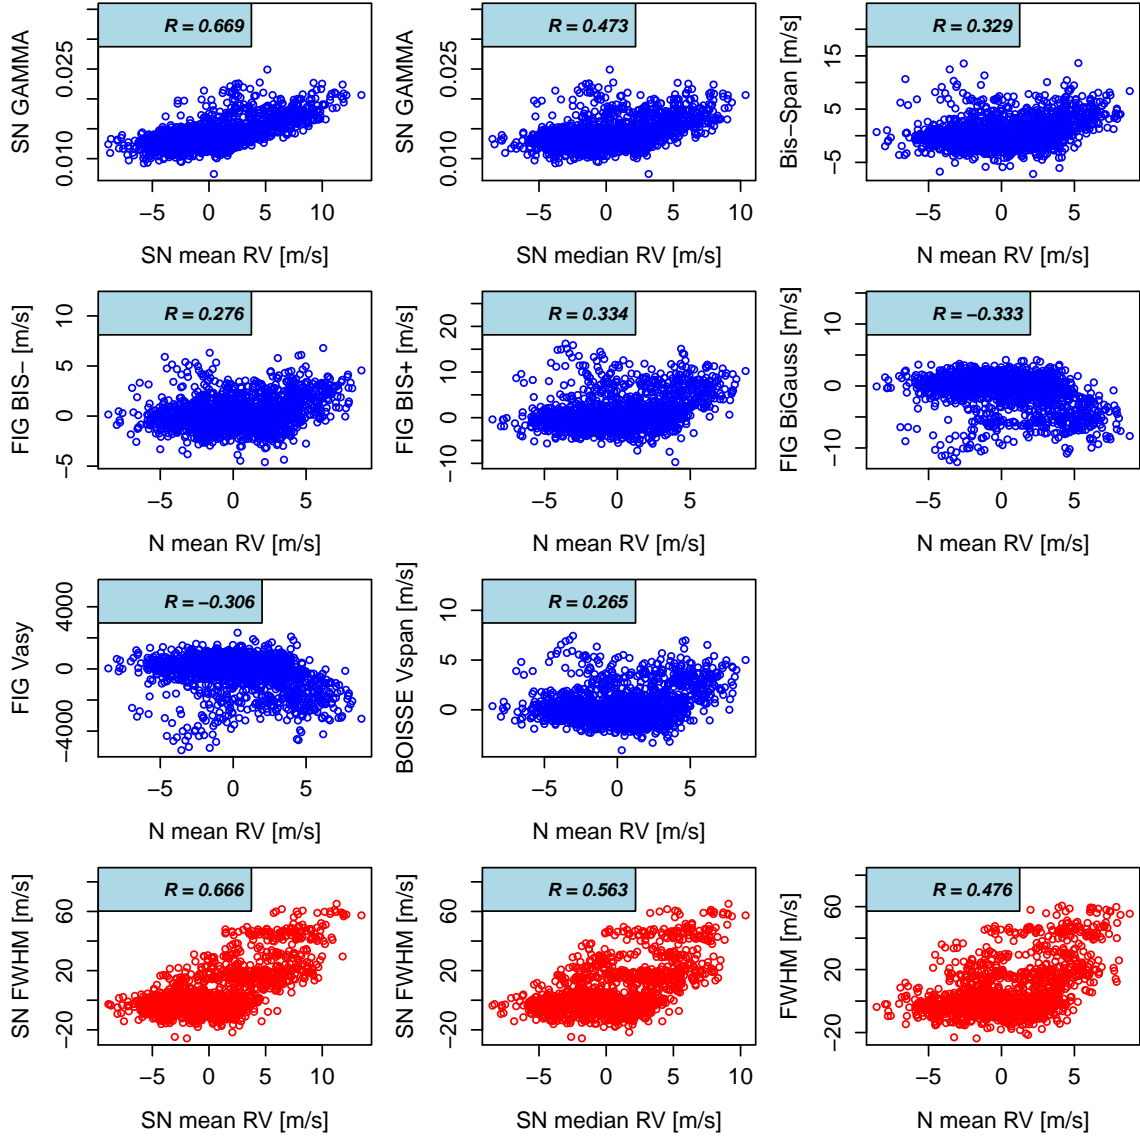 SN GAMMA
0.010 0.025
R = 0.669
−5 0 5 10
SN mean RV [m/s]
SN GAMMA
0.010 0.025
R = 0.473
−5 0 5 10
SN median RV [m/s]
Bis−Span [m/s]
−5 5 15
R = 0.329
−5 0 5
N mean RV [m/s]
FIG BIS− [m/s]
−5 0 5 10
R = 0.276
−5 0 5
N mean RV [m/s]
FIG BIS+ [m/s]
−10 0 10 20
R = 0.334
−5 0 5
N mean RV [m/s]
FIG BiGauss [m/s]
−10 0 10
R = −0.333
−5 0 5
N mean RV [m/s]
FIG Vasy
−4000 0 4000
R = −0.306
−5 0 5
N mean RV [m/s]
BOISSE Vspan [m/s]
0 5 10
R = 0.265
−5 0 5
N mean RV [m/s]
SN FWHM [m/s]
−20 20 60
R = 0.666
−5 0 5 10
SN mean RV [m/s]
SN FWHM [m/s]
−20 20 60
R = 0.563
−5 0 5 10
SN median RV [m/s]
FWHM [m/s]
−20 20 60
R = 0.476
−5 0 5
N mean RV [m/s]